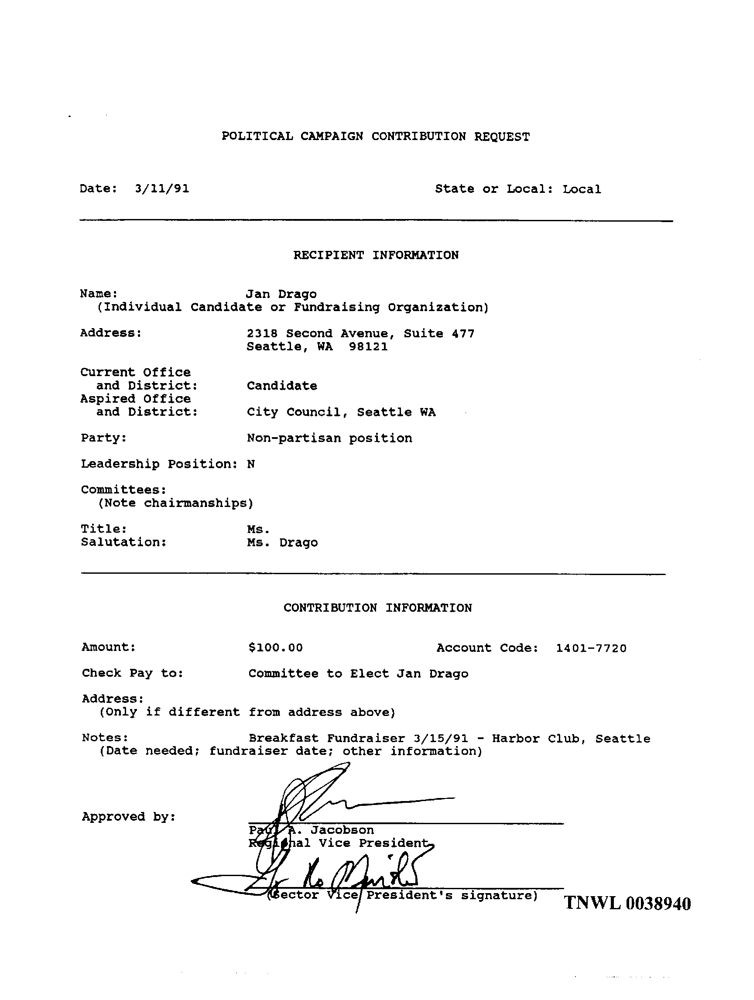 POLITICAL CAMPAIGN CONTRIBUTION REQUEST
Date: 3/11/91 State or Local: Local
RECIPIENT INFORMATION
Name: Jan Drago
(Individual Candidate or Fundraising Organization)
Address: 2318 Second Avenue, Suite 477
Seattle, WA 98121
Current Office
and District: Candidate
Aspired Office
and District: City Council, Seattle WA
Party: Non-partisan position
Leadership Position: N
Committees:
(Note chairmanships)
Title: Ms.
Salutation: Ms. Drago
CONTRIBUTION INFORMATION
Amount: $100.00 Account Code: 1401-7720
Check Pay to: Committee to Elect Jan Drago
Address:
(Only if different from address above)
Notes: Breakfast Fundraiser 3/15/91 - Harbor Club, Seattle
(Date needed; fundraiser date; other information)
Approved by:
Paul A. Jacobson
Regional Vice President
(Sector Vice President's signature)
TNWL 0038940